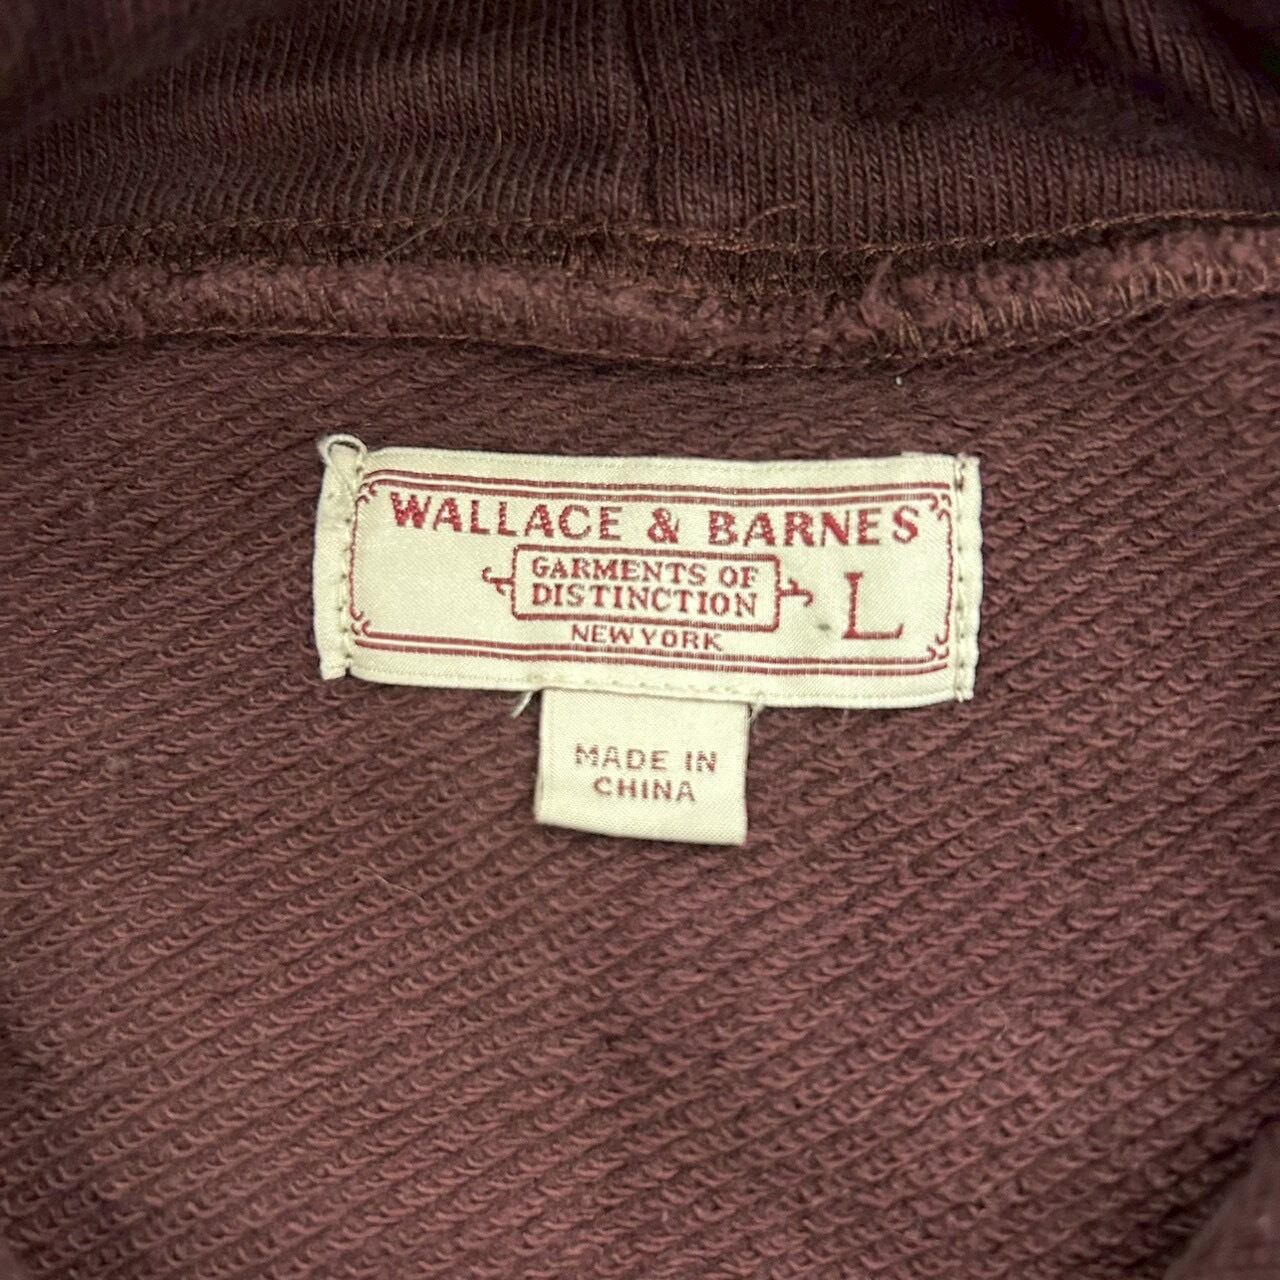 WALLACE & BARNES
GARMENTS OF
DISTINCTION
NEW YORK
L
MADE IN
CHINA